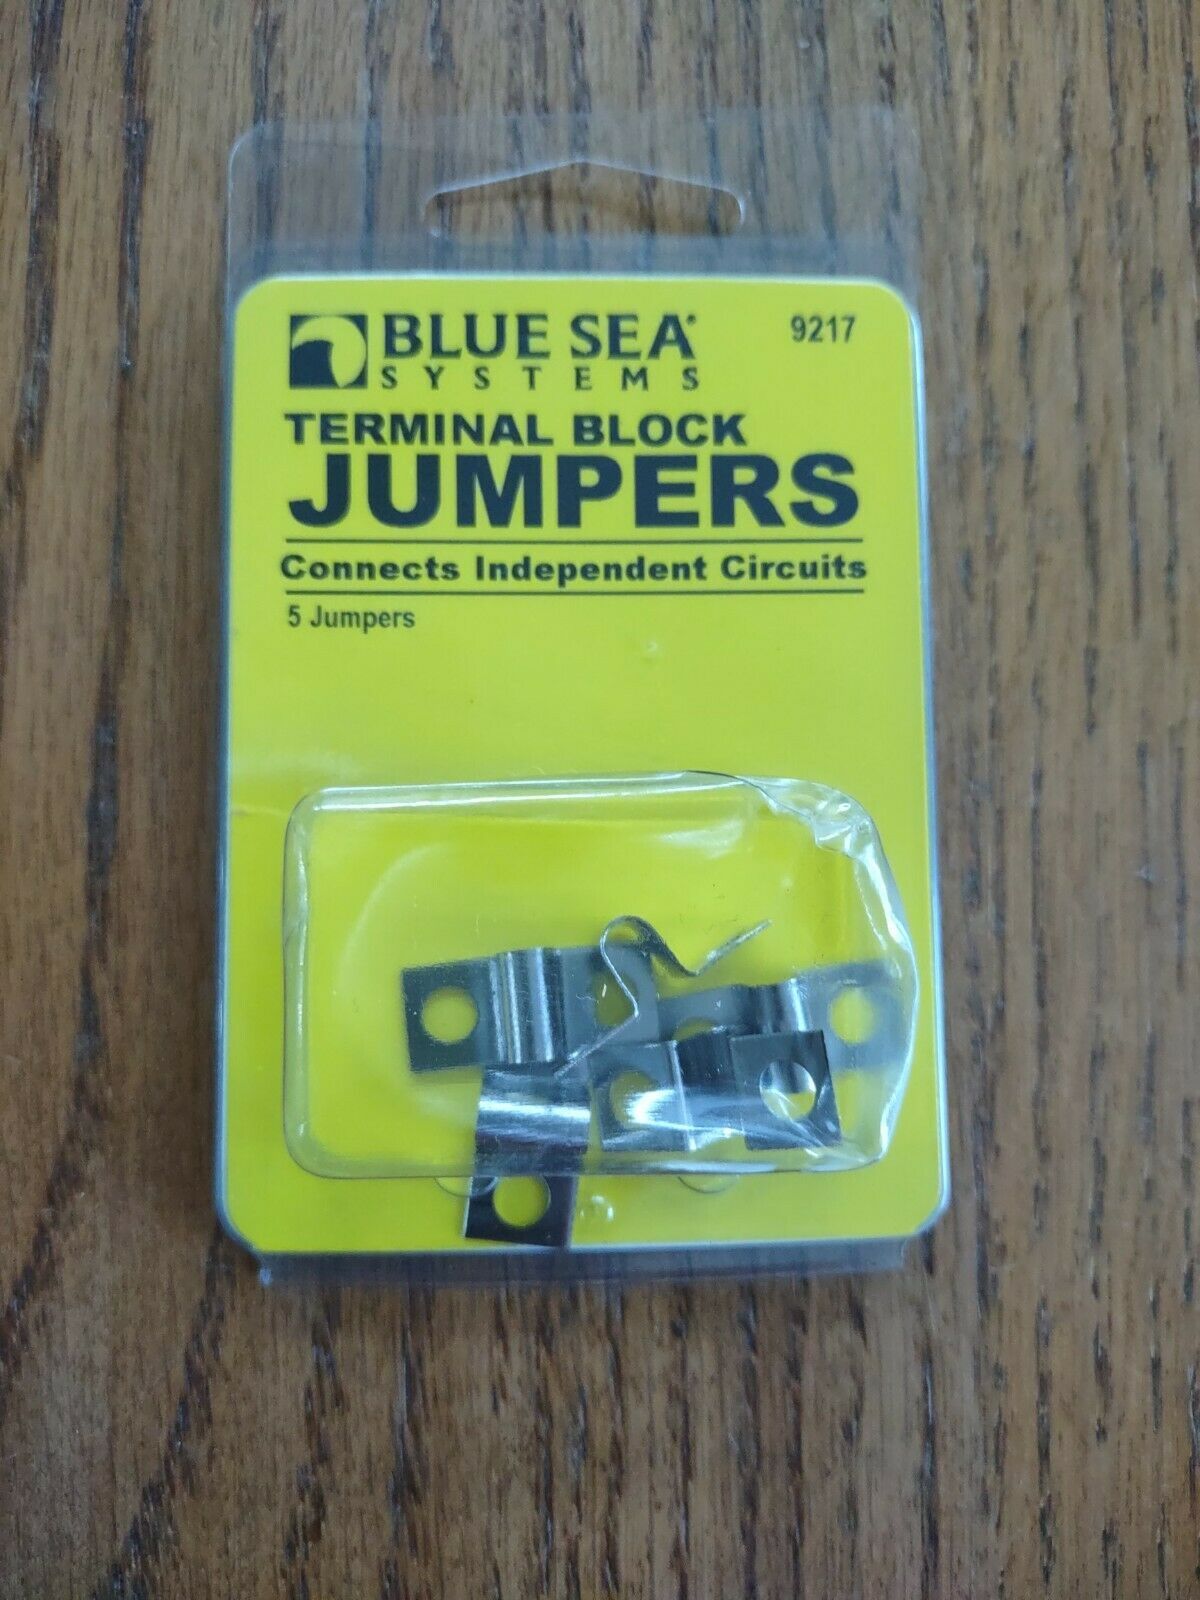 BLUE SEA®
SYSTEMS
9217
TERMINAL BLOCK
JUMPERS
Connects Independent Circuits
5 Jumpers